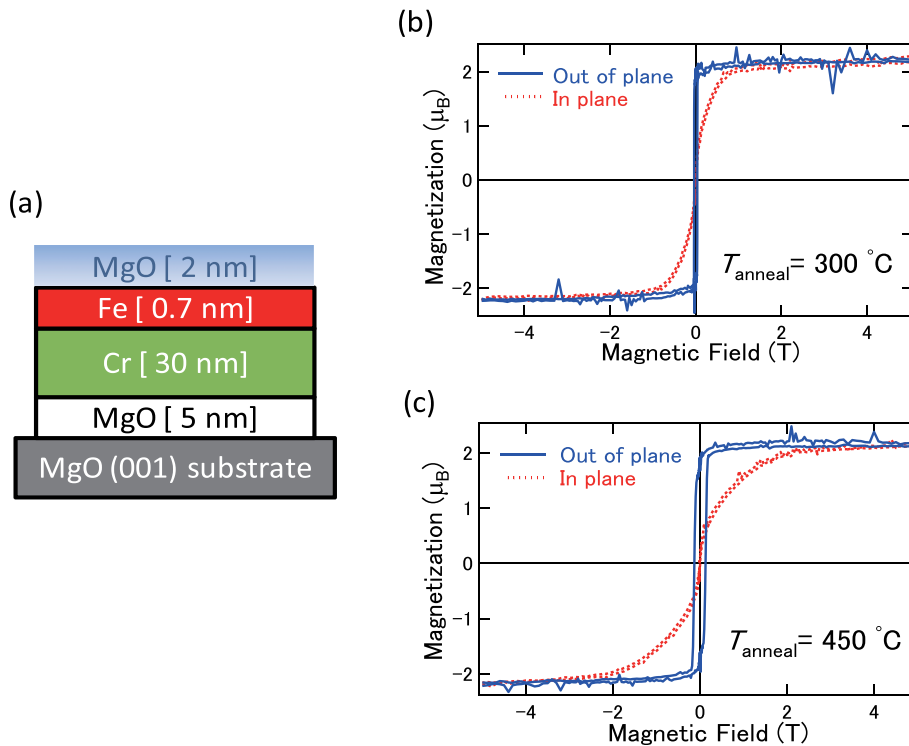 (a)
MgO [ 2 nm]
Fe [ 0.7 nm]
Cr [ 30 nm]
MgO [ 5 nm]
MgO (001) substrate
(b)
Magnetization (μB)
2
1
0
-1
-2
Out of plane
In plane
Tanneal= 300 °C
-4
-2
0
2
4
Magnetic Field (T)
(c)
Magnetization (μB)
2
1
0
-1
-2
Out of plane
In plane
Tanneal= 450 °C
-4
-2
0
2
4
Magnetic Field (T)